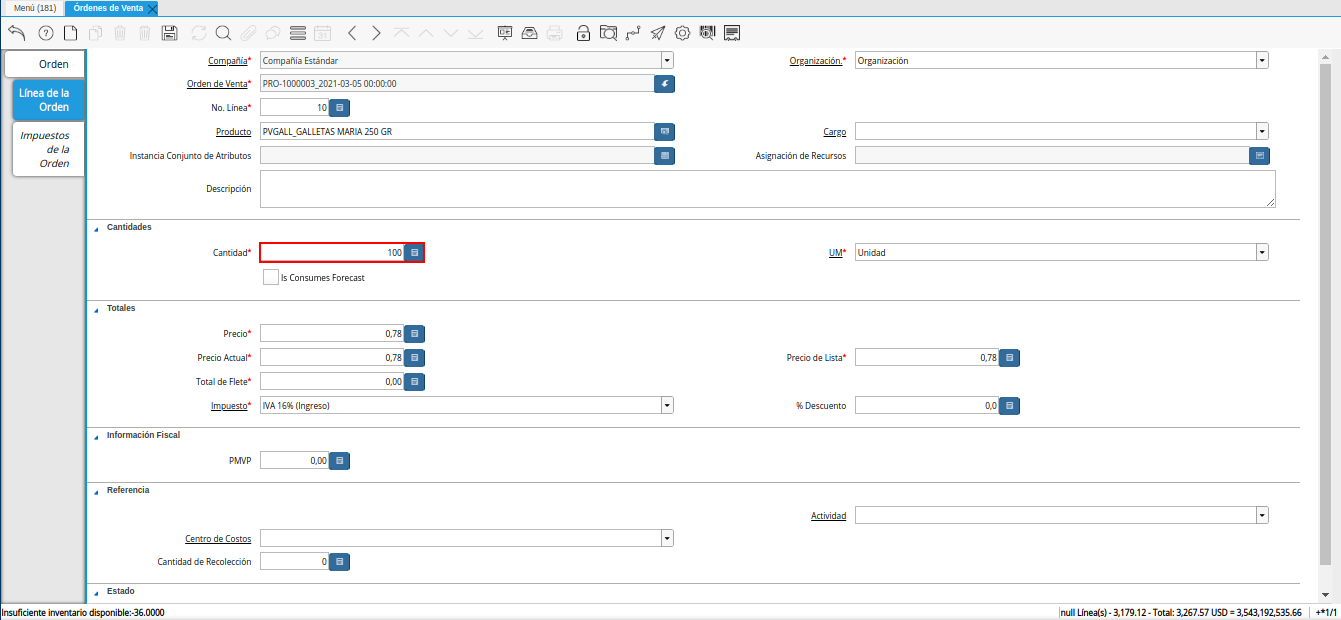 Menú (181)
Órdenes de Venta
Orden
Línea de la
Orden
Impuestos
de la
Orden
Compañía* Compañía Estándar
Organización.* Organización
Orden de Venta* PRO-1000003_2021-03-05 00:00:00
No. Línea* 10
Producto PVGALL_GALLETAS MARIA 250 GR
Cargo
Instancia Conjunto de Atributos
Asignación de Recursos
Descripción
Cantidades
Cantidad* 100
UM* Unidad
Is Consumes Forecast
Totales
Precio* 0,78
Precio Actual* 0,78
Precio de Lista* 0,78
Total de Flete* 0,00
Impuesto* IVA 16% (Ingreso)
% Descuento 0,0
Información Fiscal
PMVP 0,00
Referencia
Actividad
Centro de Costos
Cantidad de Recolección 0
Estado
Insuficiente inventario disponible:-36.0000
null Línea(s) - 3,179.12 - Total: 3,267.57 USD = 3,543,192,535.66
+*1/1